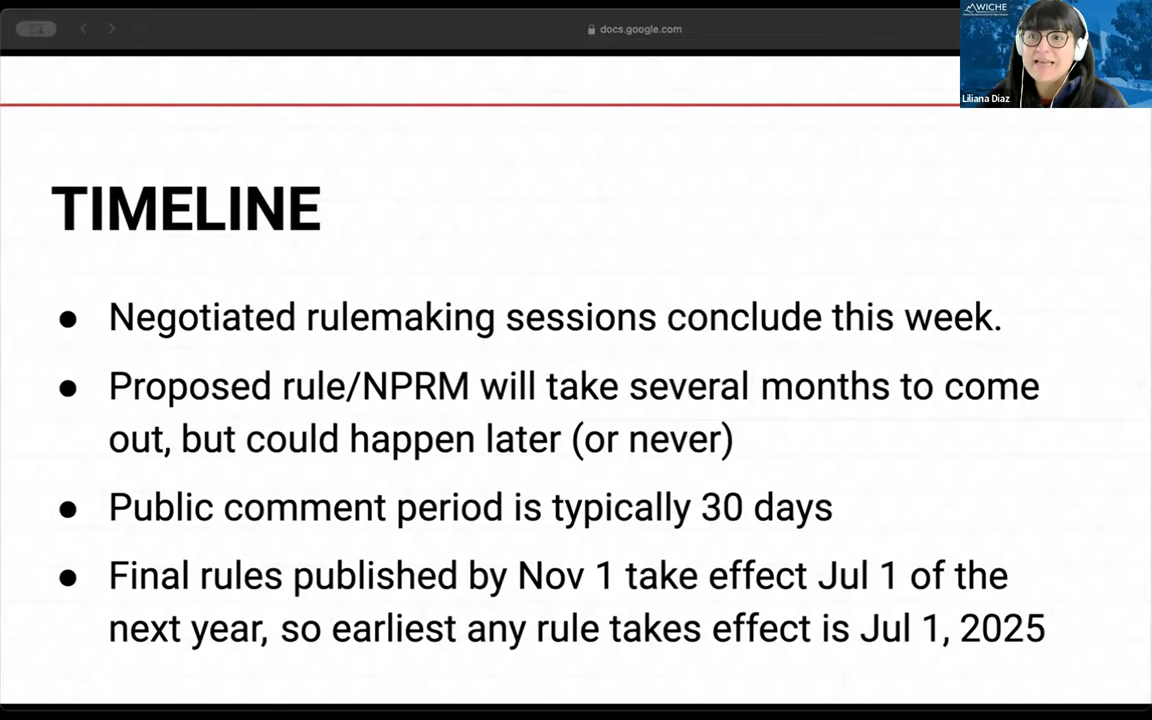 docs.google.com
WICHE
Liliana Diaz
TIMELINE
● Negotiated rulemaking sessions conclude this week.
● Proposed rule/NPRM will take several months to come
out, but could happen later (or never)
● Public comment period is typically 30 days
● Final rules published by Nov 1 take effect Jul 1 of the
next year, so earliest any rule takes effect is Jul 1, 2025